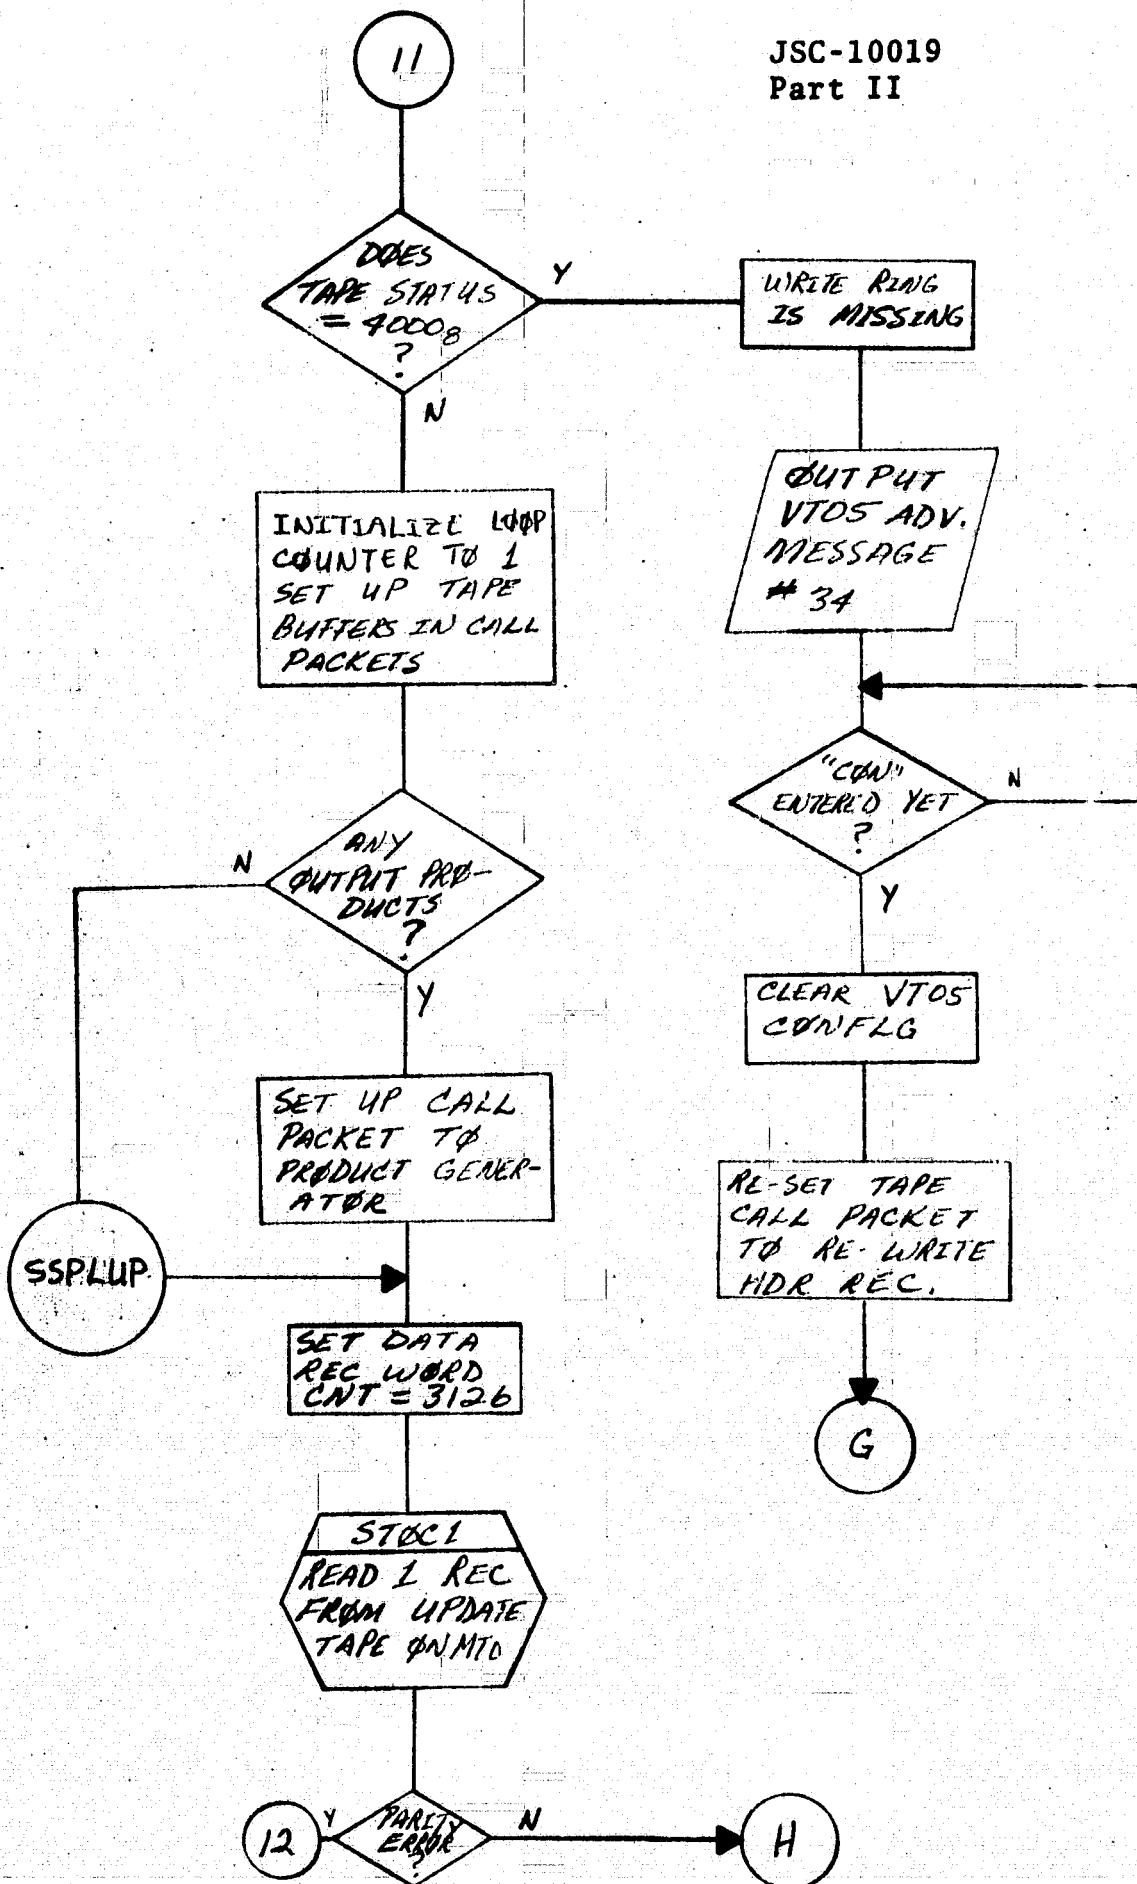 11
JSC-10019
Part II
DØES
TAPE STATUS
= 4000₈
?
Y
N
WRITE RING
IS MISSING
ØUTPUT
VTO5 ADV.
MESSAGE
# 34
INITIALIZE LØØP
CØUNTER TØ 1
SET UP TAPE
BUFFERS IN CALL
PACKETS
"CØN"
ENTERED YET
?
N
Y
ANY
ØUTPUT PRØ-
DUCTS
?
N
Y
CLEAR VTO5
CØNFLG
SET UP CALL
PACKET TØ
PRØDUCT GENER-
ATØR
RE-SET TAPE
CALL PACKET
TØ RE-WRITE
HDR REC.
G
SSPLUP
SET DATA
REC WØRD
CNT = 3126
STØC1
READ 1 REC
FRØM UPDATE
TAPE ØN MT0
PARITY
ERRØR
?
Y
N
12
H